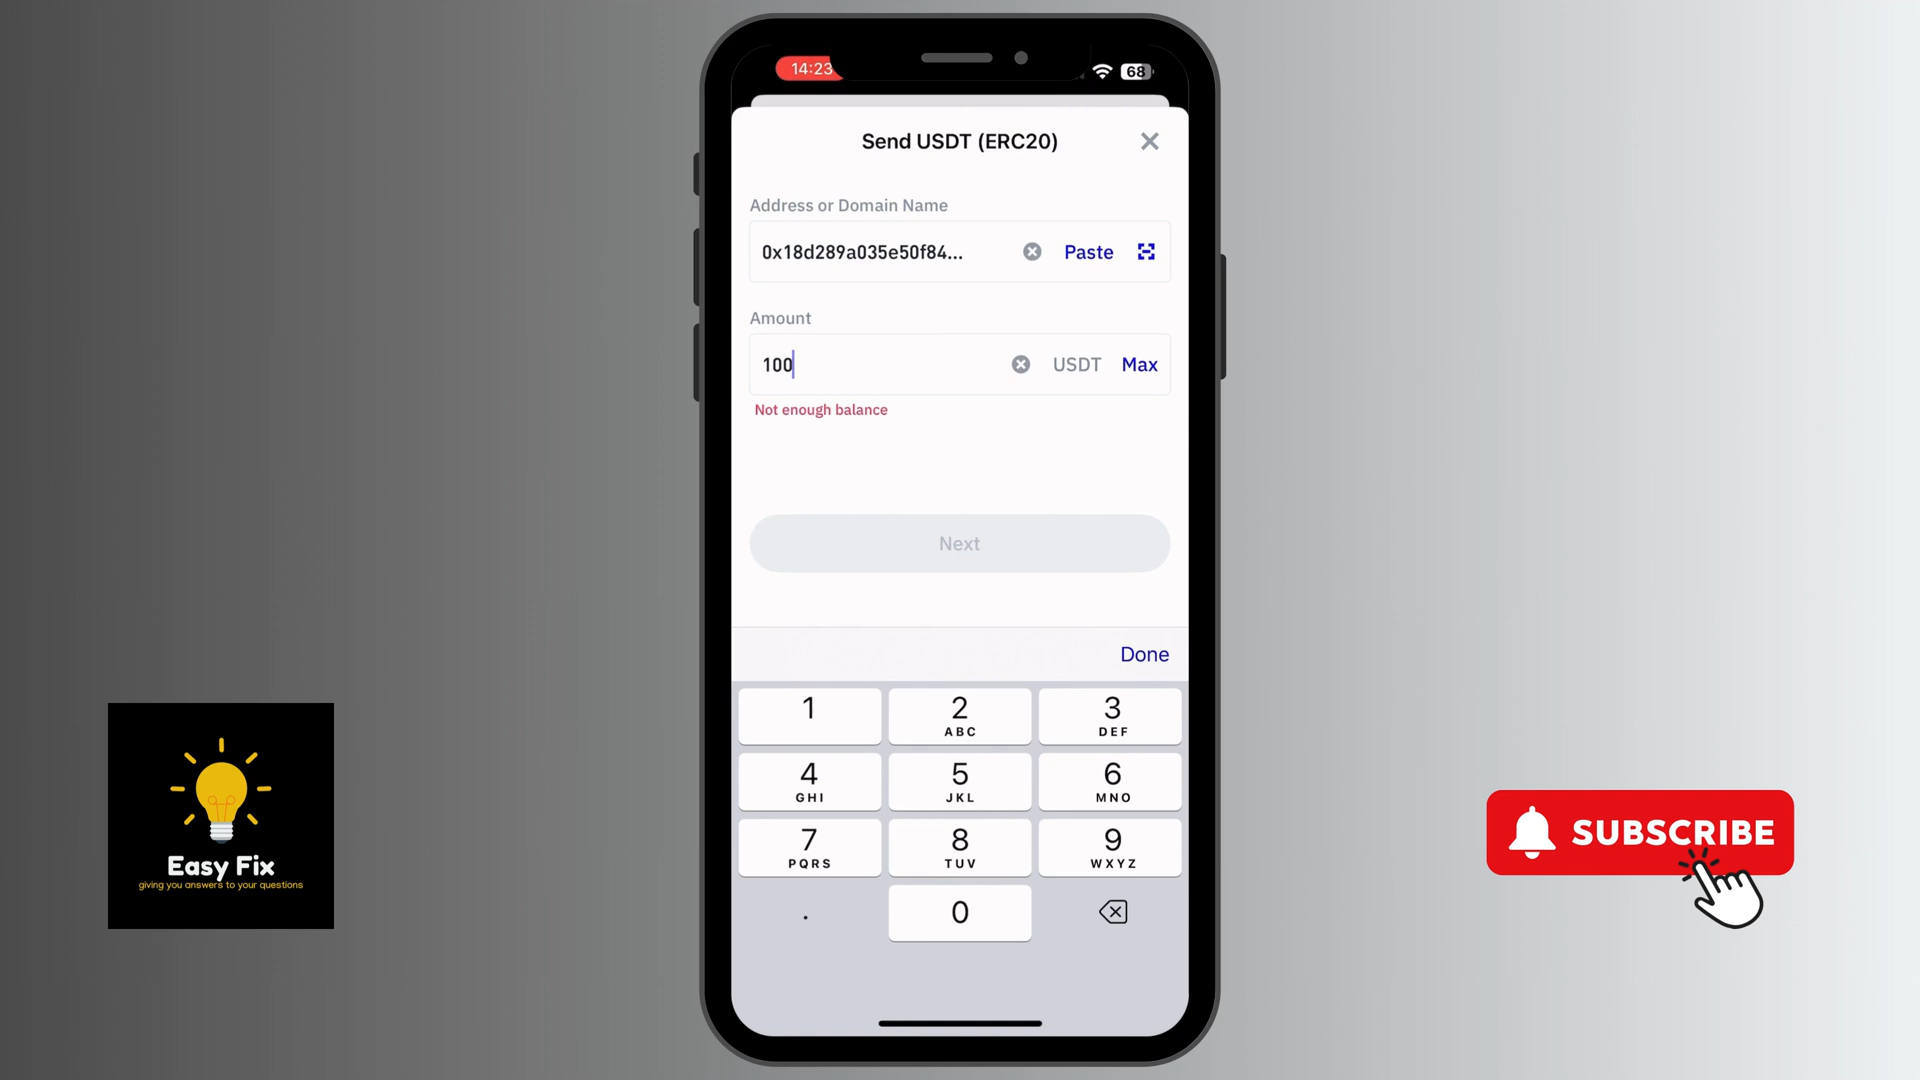 14:23
68
Send USDT (ERC20)
Address or Domain Name
0x18d289a035e50f84...
Paste
Amount
100
USDT
Max
Not enough balance
Next
Done
1
2
ABC
3
DEF
4
GHI
5
JKL
6
MNO
7
PQRS
8
TUV
9
WXYZ
.
0
Easy Fix
giving you answers to your questions
SUBSCRIBE